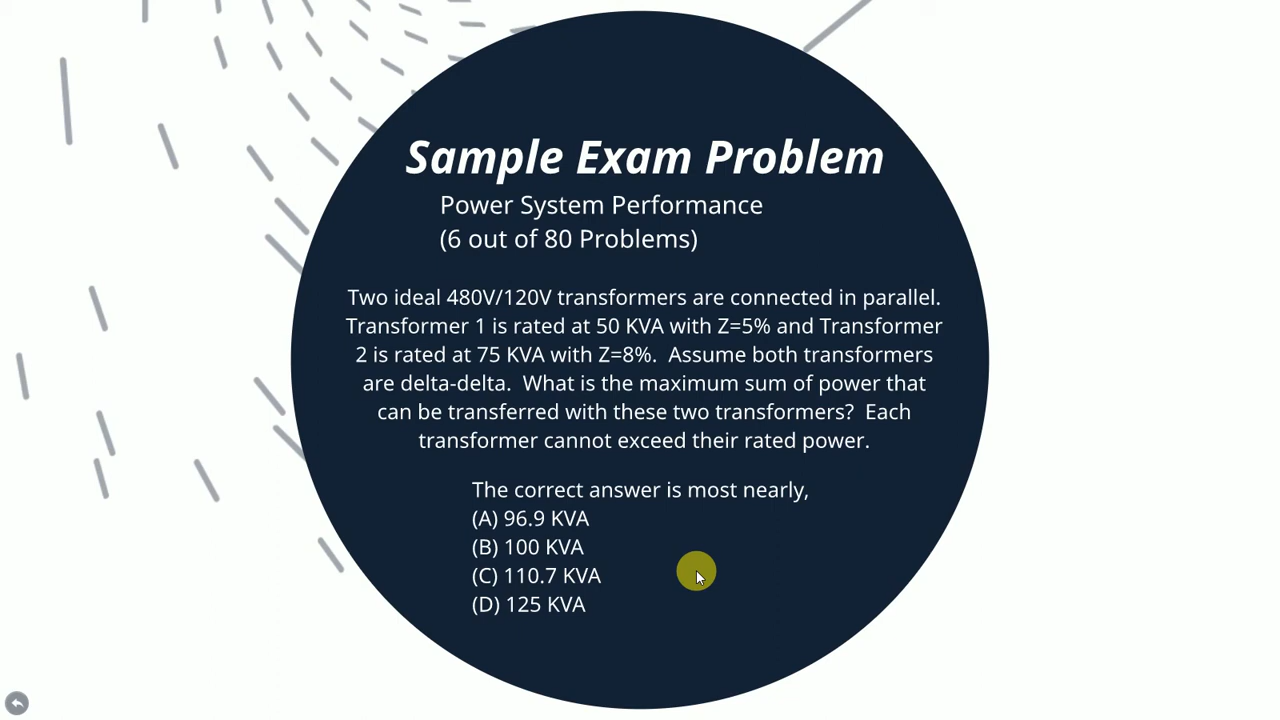 Sample Exam Problem
Power System Performance
(6 out of 80 Problems)
Two ideal 480V/120V transformers are connected in parallel.
Transformer 1 is rated at 50 KVA with Z=5% and Transformer
2 is rated at 75 KVA with Z=8%.  Assume both transformers
are delta-delta.  What is the maximum sum of power that
can be transferred with these two transformers?  Each
transformer cannot exceed their rated power.
The correct answer is most nearly,
(A) 96.9 KVA
(B) 100 KVA
(C) 110.7 KVA
(D) 125 KVA